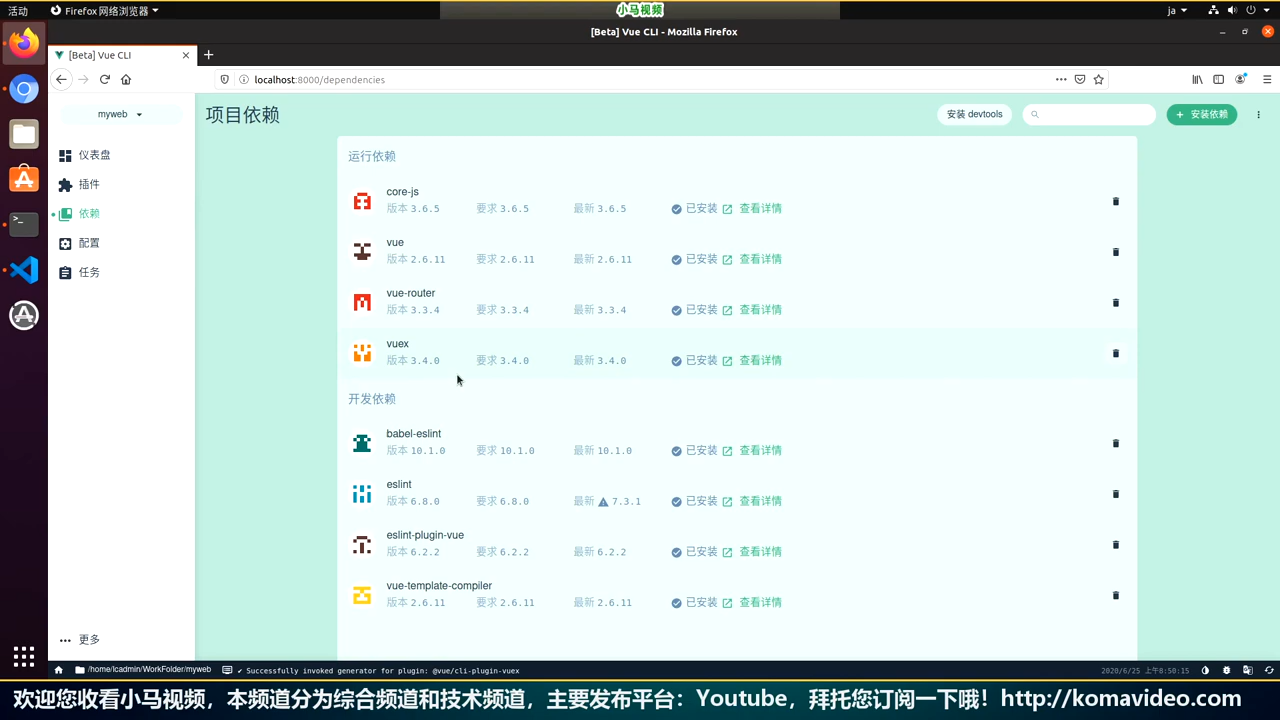 活动
Firefox 网络浏览器
小马视频
ja
[Beta] Vue CLI - Mozilla Firefox
[Beta] Vue CLI
localhost:8000/dependencies
myweb
项目依赖
安装 devtools
安装依赖
仪表盘
插件
依赖
配置
任务
运行依赖
core-js
版本 3.6.5 要求 3.6.5 最新 3.6.5 已安装 查看详情
vue
版本 2.6.11 要求 2.6.11 最新 2.6.11 已安装 查看详情
vue-router
版本 3.3.4 要求 3.3.4 最新 3.3.4 已安装 查看详情
vuex
版本 3.4.0 要求 3.4.0 最新 3.4.0 已安装 查看详情
开发依赖
babel-eslint
版本 10.1.0 要求 10.1.0 最新 10.1.0 已安装 查看详情
eslint
版本 6.8.0 要求 6.8.0 最新 7.3.1 已安装 查看详情
eslint-plugin-vue
版本 6.2.2 要求 6.2.2 最新 6.2.2 已安装 查看详情
vue-template-compiler
版本 2.6.11 要求 2.6.11 最新 2.6.11 已安装 查看详情
更多
/home/lcadmin/WorkFolder/myweb
✔ Successfully invoked generator for plugin: @vue/cli-plugin-vuex
2020/6/25 上午8:50:15
欢迎您收看小马视频，本频道分为综合频道和技术频道，主要发布平台：Youtube，拜托您订阅一下哦！http://komavideo.com